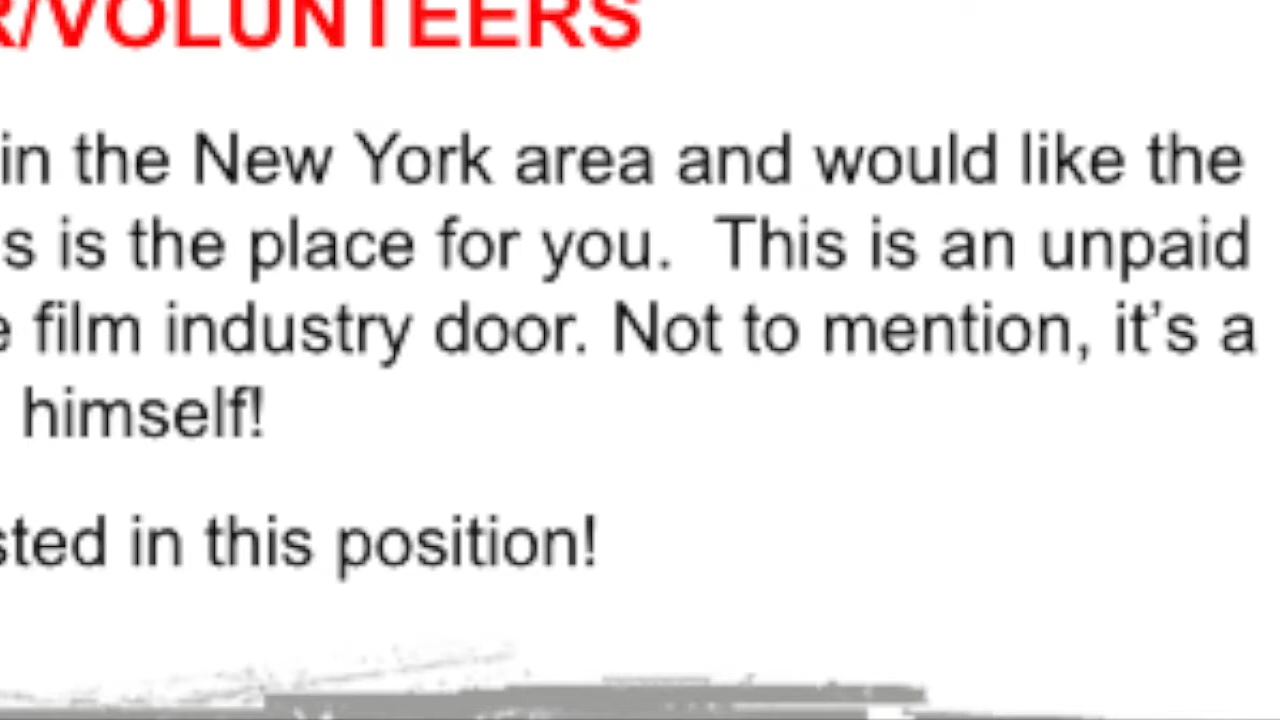 R/VOLUNTEERS
in the New York area and would like the
s is the place for you. This is an unpaid
e film industry door. Not to mention, it’s a
himself!
sted in this position!